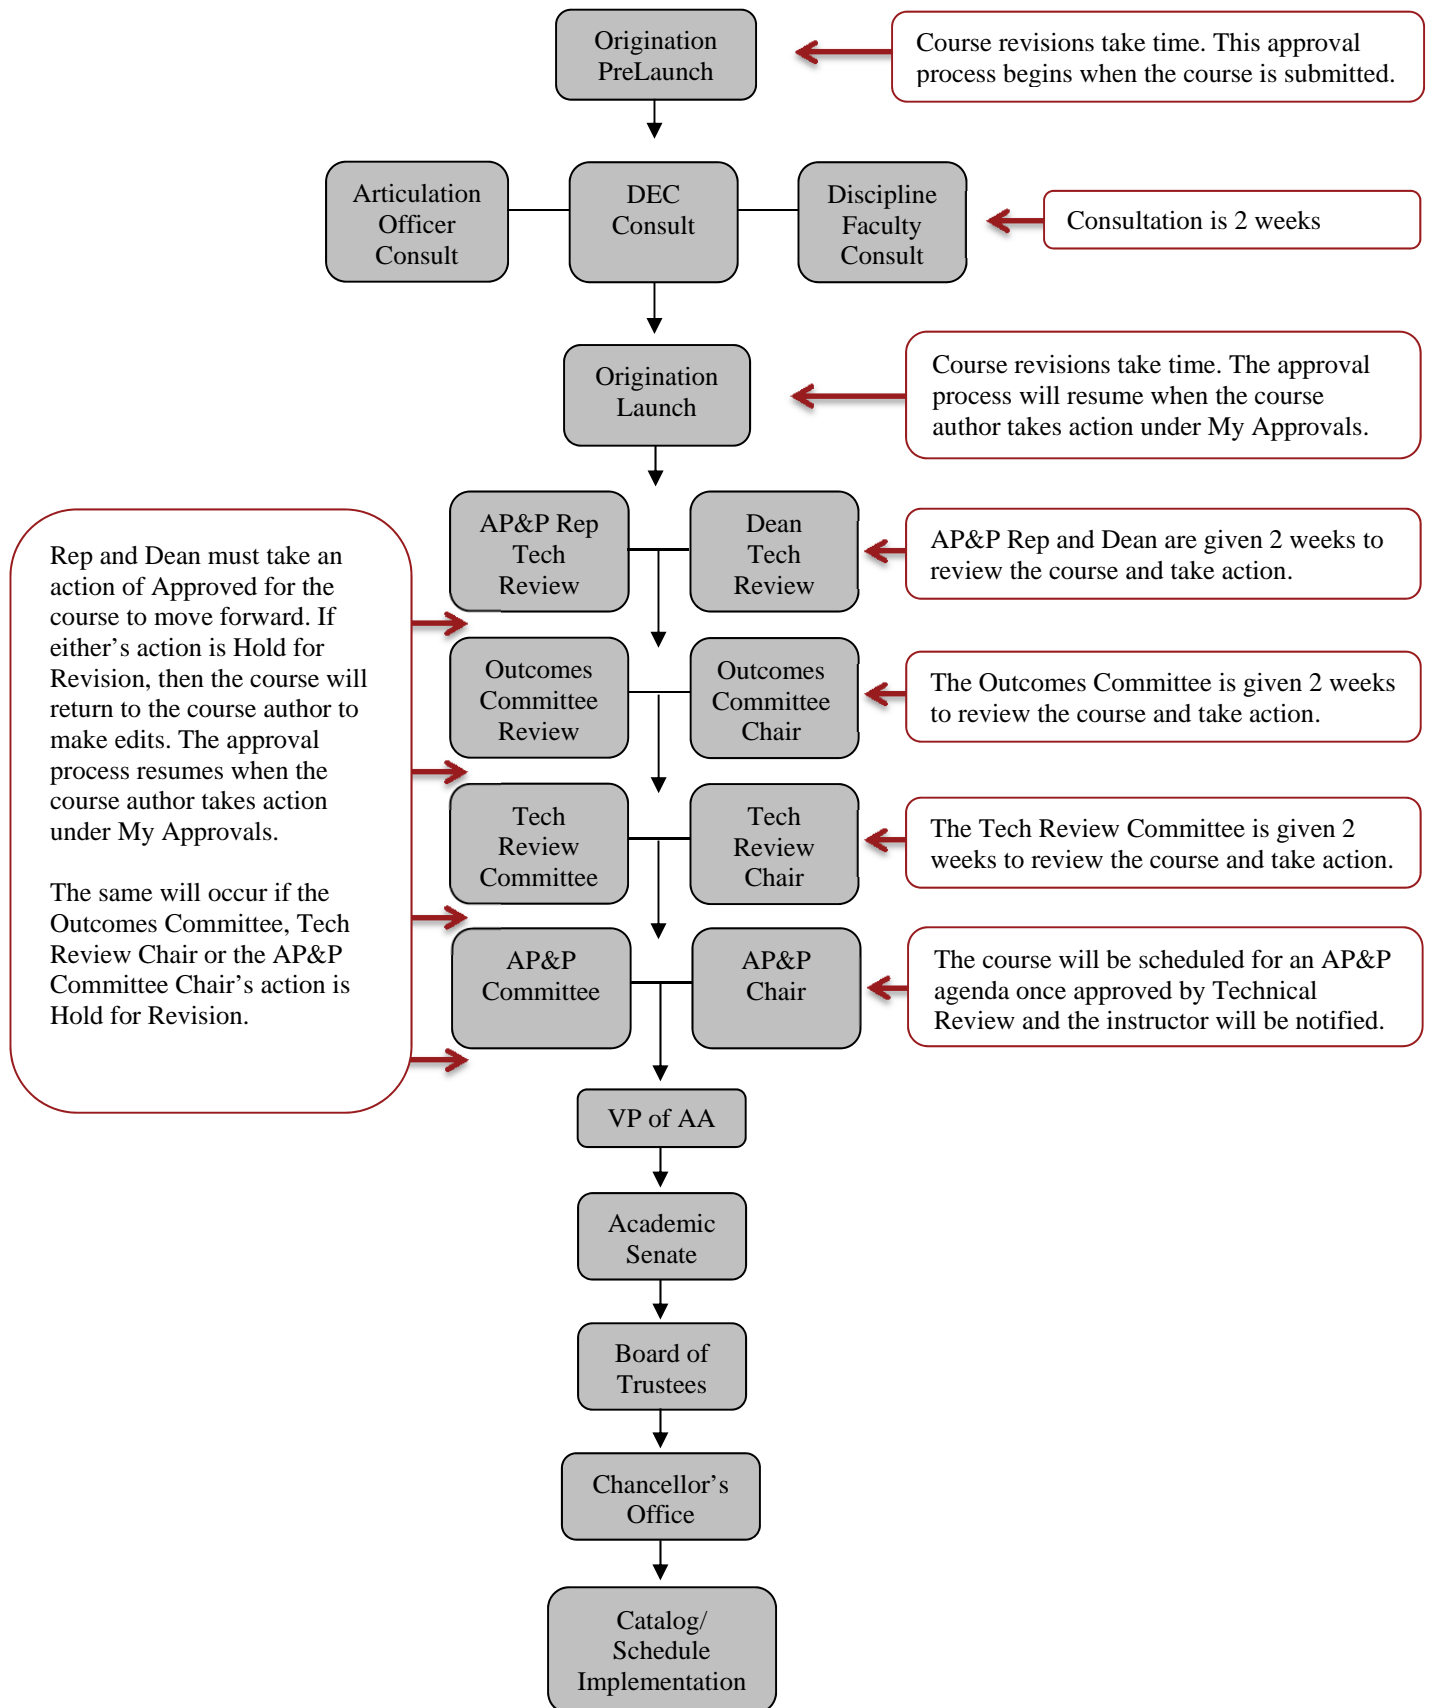 Origination
PreLaunch
Course revisions take time. This approval
process begins when the course is submitted.
Articulation
Officer
Consult
DEC
Consult
Discipline
Faculty
Consult
Consultation is 2 weeks
Origination
Launch
Course revisions take time. The approval
process will resume when the course
author takes action under My Approvals.
Rep and Dean must take an
action of Approved for the
course to move forward. If
either’s action is Hold for
Revision, then the course will
return to the course author to
make edits. The approval
process resumes when the
course author takes action
under My Approvals.
The same will occur if the
Outcomes Committee, Tech
Review Chair or the AP&P
Committee Chair’s action is
Hold for Revision.
AP&P Rep
Tech
Review
Dean
Tech
Review
AP&P Rep and Dean are given 2 weeks to
review the course and take action.
Outcomes
Committee
Review
Outcomes
Committee
Chair
The Outcomes Committee is given 2 weeks
to review the course and take action.
Tech
Review
Committee
Tech
Review
Chair
The Tech Review Committee is given 2
weeks to review the course and take action.
AP&P
Committee
AP&P
Chair
The course will be scheduled for an AP&P
agenda once approved by Technical
Review and the instructor will be notified.
VP of AA
Academic
Senate
Board of
Trustees
Chancellor’s
Office
Catalog/
Schedule
Implementation